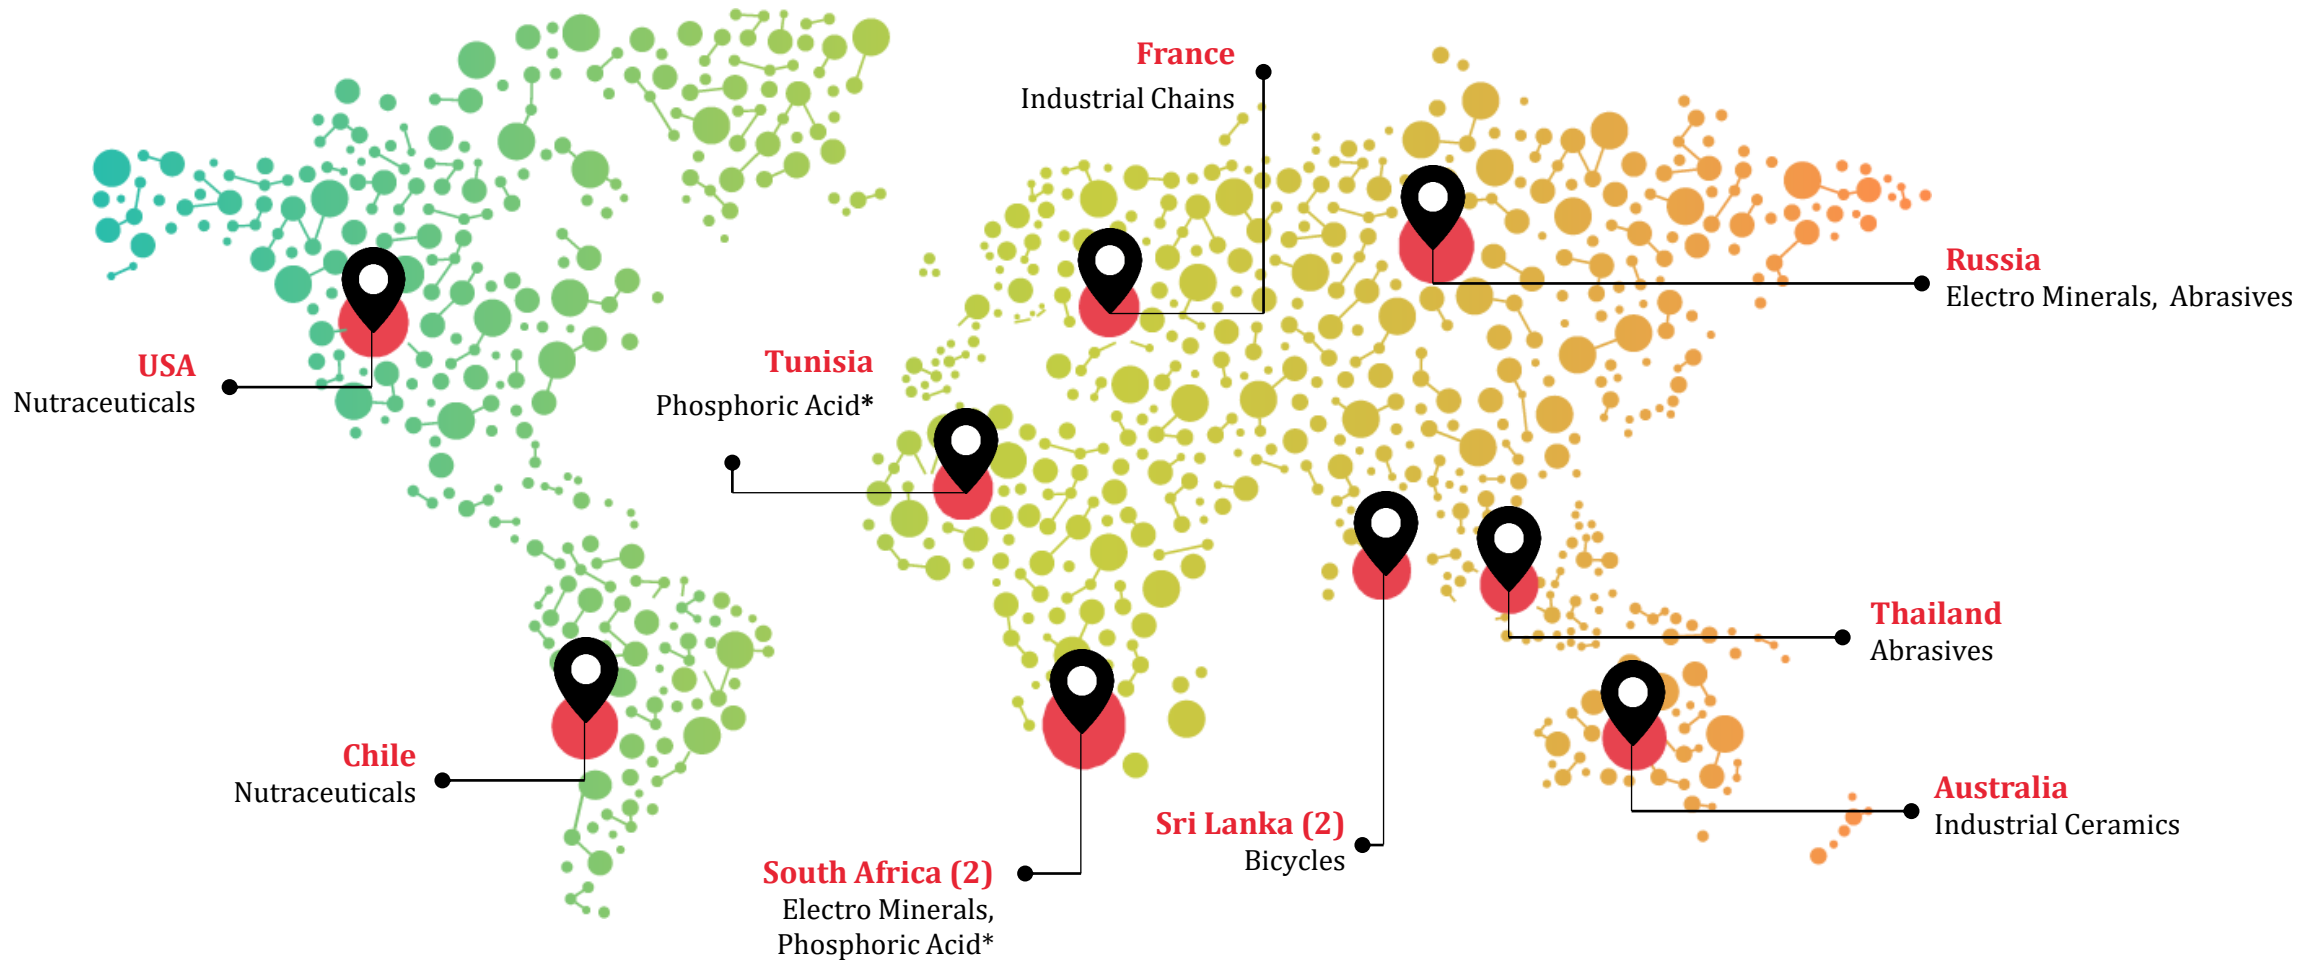 France
Industrial Chains
Russia
Electro Minerals, Abrasives
USA
Nutraceuticals
Tunisia
Phosphoric Acid*
Thailand
Abrasives
Chile
Nutraceuticals
Australia
Industrial Ceramics
Sri Lanka (2)
Bicycles
South Africa (2)
Electro Minerals,
Phosphoric Acid*